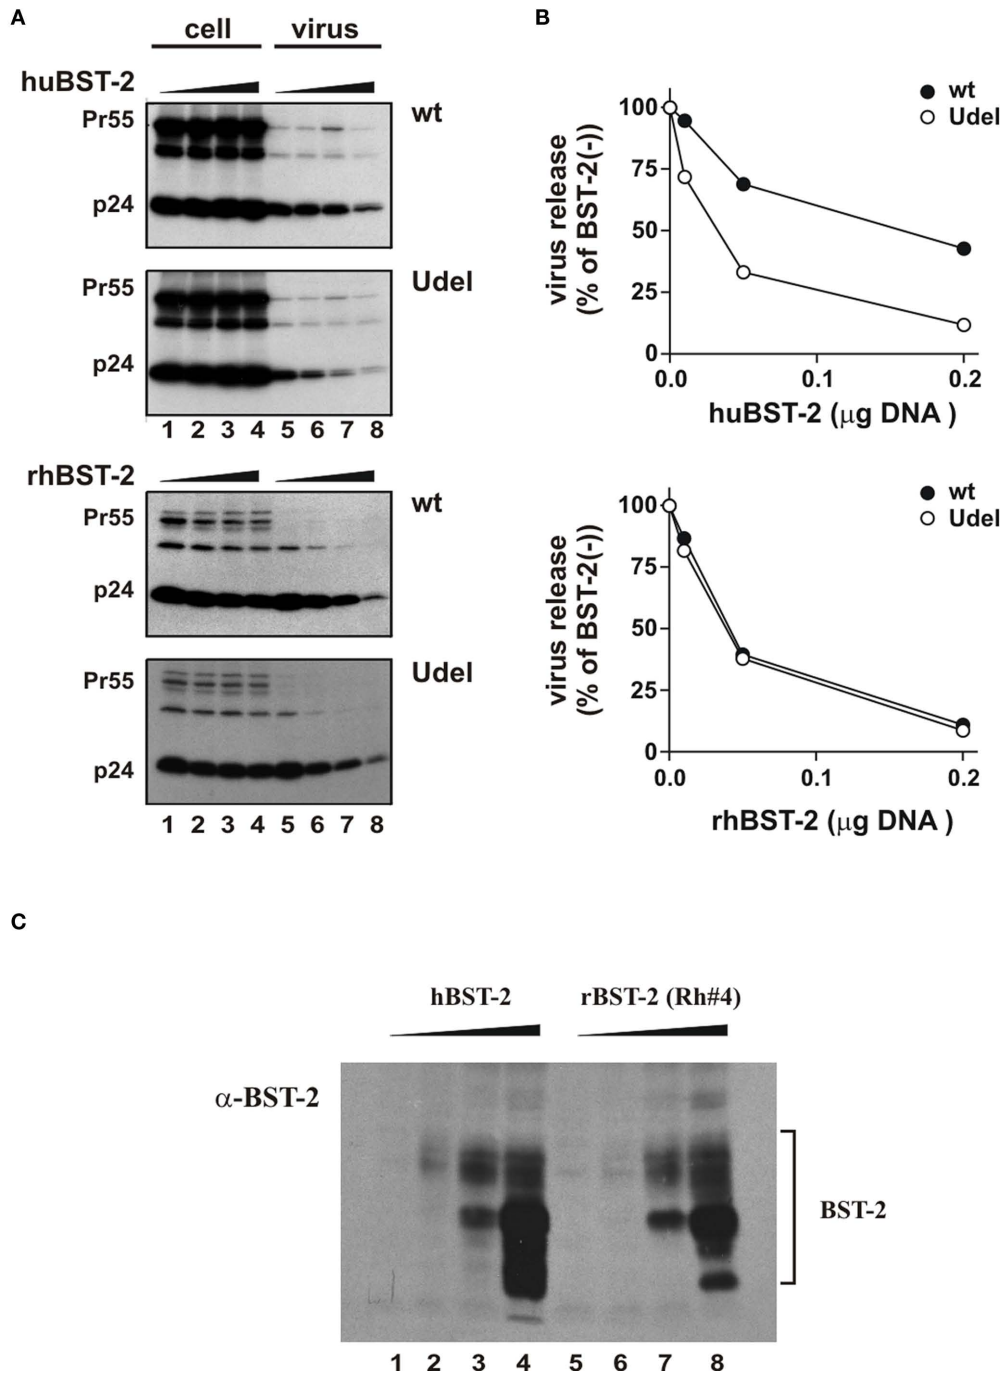 A
cell virus
huBST-2
Pr55
p24
wt
Pr55
p24
Udel
1 2 3 4 5 6 7 8
rhBST-2
Pr55
p24
wt
Pr55
p24
Udel
1 2 3 4 5 6 7 8
B
wt
Udel
virus release
(% of BST-2(-))
100
75
50
25
0
0.0 0.1 0.2
huBST-2 (μg DNA )
wt
Udel
virus release
(% of BST-2(-))
100
75
50
25
0
0.0 0.1 0.2
rhBST-2 (μg DNA )
C
hBST-2 rBST-2 (Rh#4)
α-BST-2
BST-2
1 2 3 4 5 6 7 8